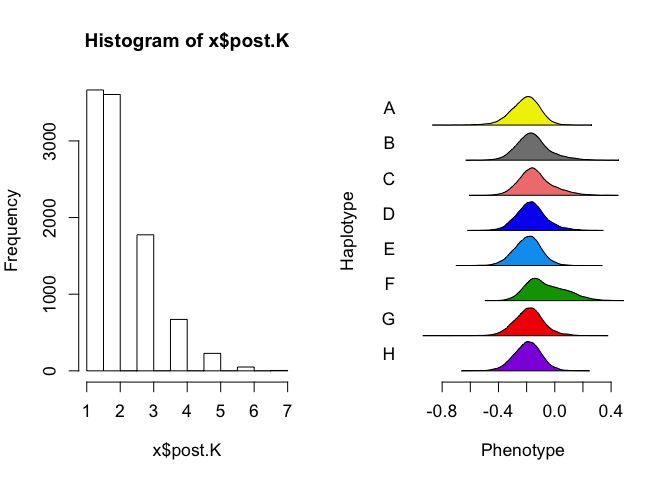 Histogram of x$post.K
Frequency
0
1000
2000
3000
1 2 3 4 5 6 7
x$post.K
Haplotype
A
B
C
D
E
F
G
H
-0.8 -0.4 0.0 0.4
Phenotype